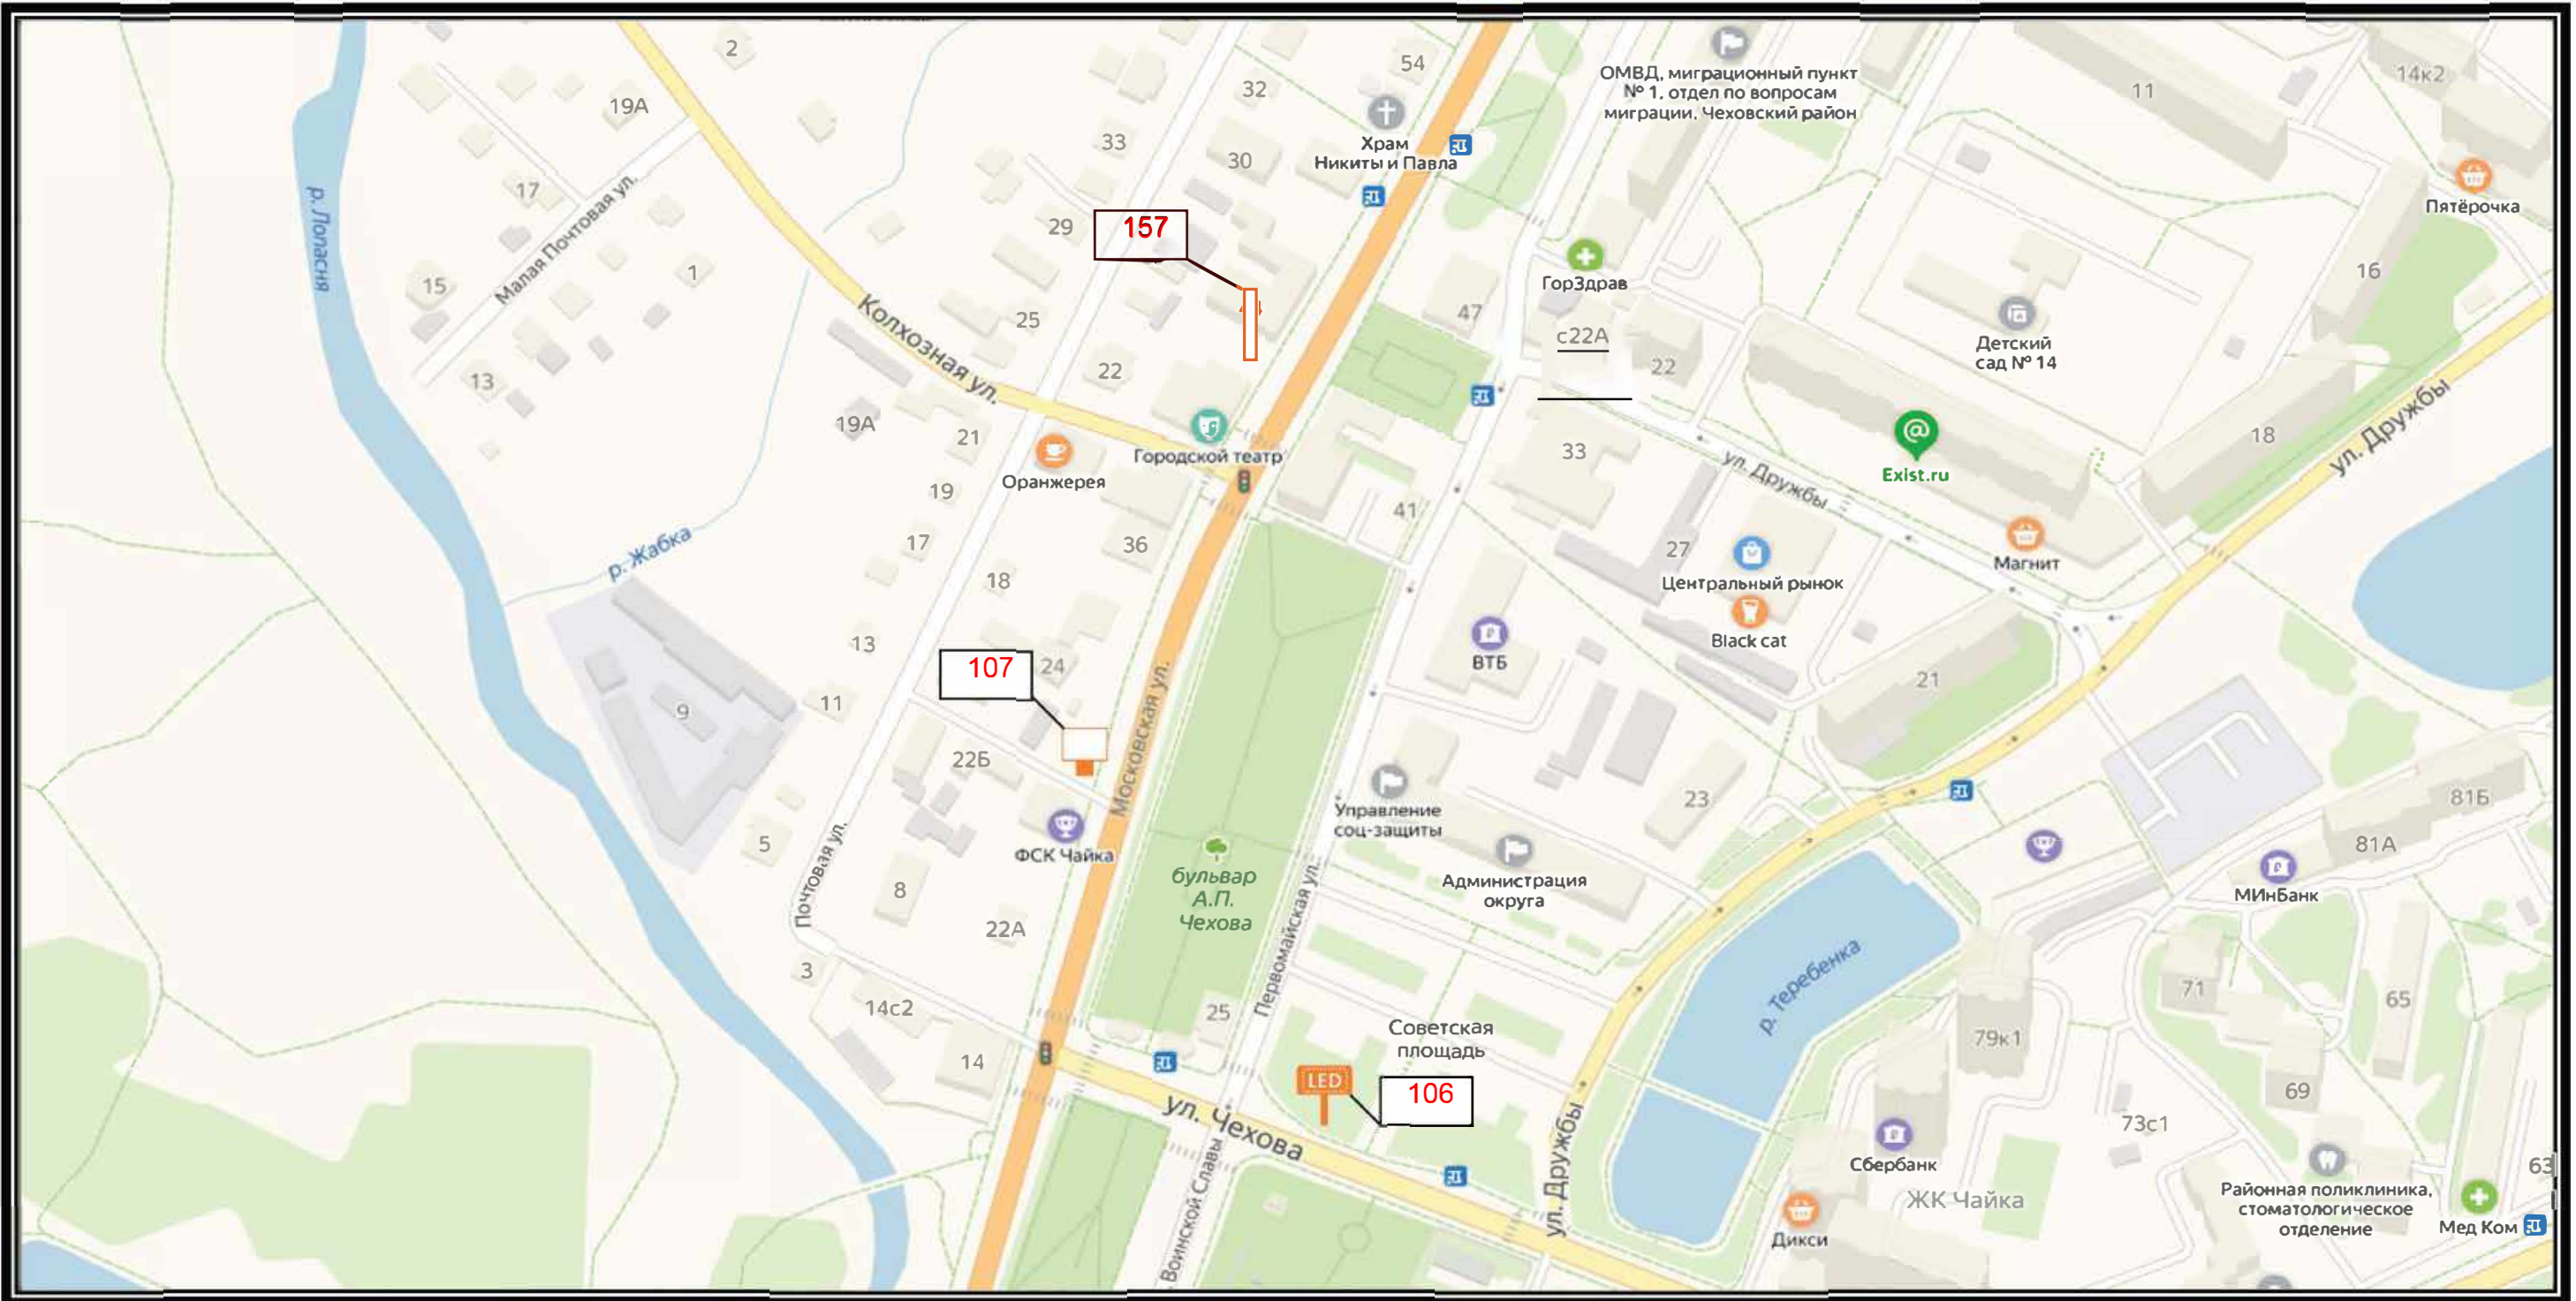 2
54
ОМВД, миграционный пункт
№ 1, отдел по вопросам
миграции, Чеховский район
11
14к2
19А
32
33
30
Храм
Никиты и Павла
17
Пятёрочка
р. Лопасня
Малая Почтовая ул.
29
157
15
1
16
ГорЗдрав
47
25
Колхозная ул.
с22А
22
Детский
сад № 14
13
22
19А
21
Оранжерея
Городской театр
33
ул. Дружбы
Exist.ru
18
ул. Дружбы
19
41
17
36
р. Жабка
27
Центральный рынок
Магнит
18
13
Black cat
ВТБ
107
24
21
11
9
22Б
Московская ул.
Управление
соц-защиты
23
81Б
5
Почтовая ул.
ФСК Чайка
81А
8
бульвар
А.П.
Чехова
Администрация
округа
МИнБанк
22А
Первомайская ул.
3
14с2
25
Советская
площадь
р. Теребенка
71
65
79к1
14
LED
106
69
ул. Чехова
ул. Дружбы
73с1
Воинской Славы
Сбербанк
ЖК Чайка
63
Районная поликлиника,
стоматологическое
отделение
Мед Ком
Дикси